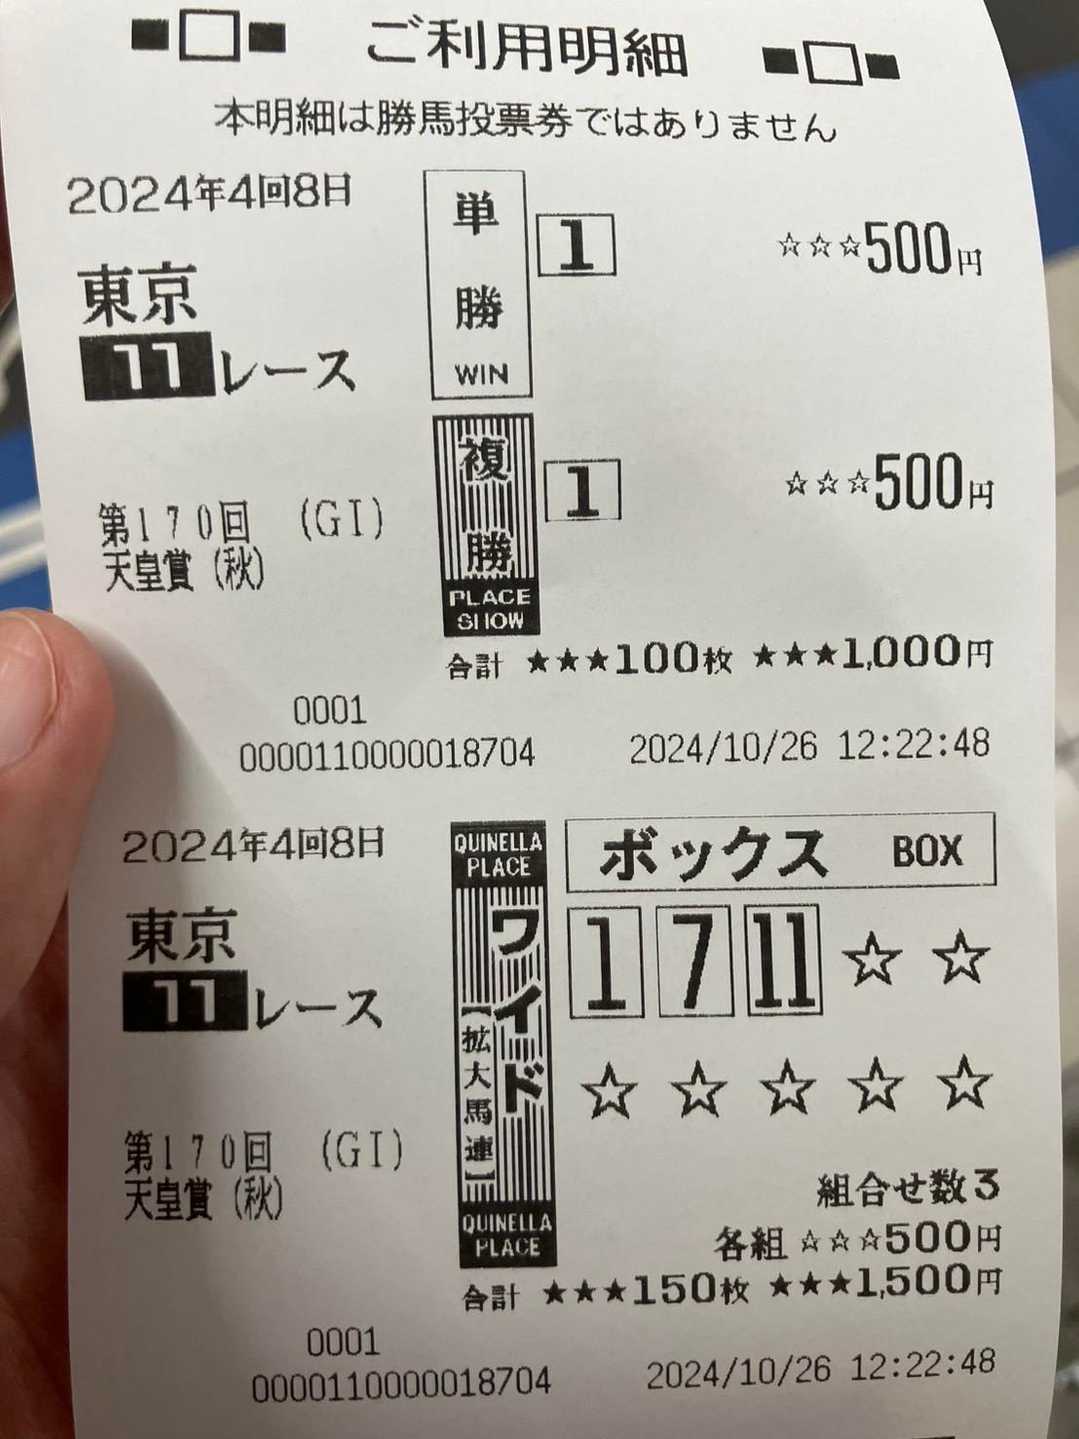 ■□■ ご利用明細 ■□■
本明細は勝馬投票券ではありません
2024年4回8日
東京
11レース
第170回 (GI)
天皇賞(秋)
単勝
WIN
1 ☆☆☆500円
複勝
PLACE
SHOW
1 ☆☆☆500円
合計 ★★★100枚 ★★★1,000円
0001
0000110000018704 2024/10/26 12:22:48
2024年4回8日
東京
11レース
第170回 (GI)
天皇賞(秋)
QUINELLA
PLACE
ワイド
【拡大馬連】
QUINELLA
PLACE
ボックス BOX
1 7 11 ☆ ☆
☆ ☆ ☆ ☆ ☆
組合せ数3
各組 ☆☆☆500円
合計 ★★★150枚 ★★★1,500円
0001
0000110000018704 2024/10/26 12:22:48